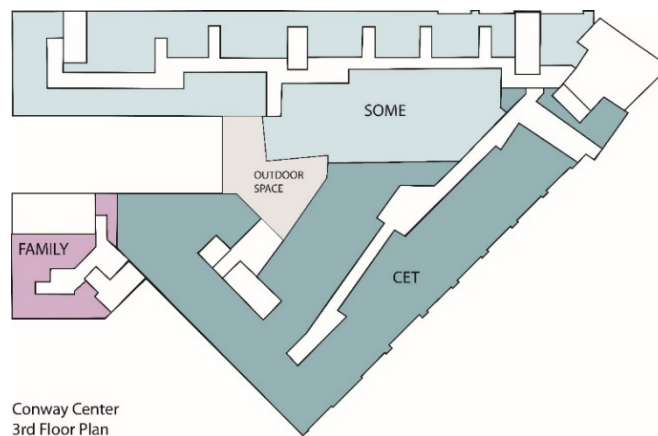 SOME
OUTDOOR
SPACE
FAMILY
CET
Conway Center
3rd Floor Plan